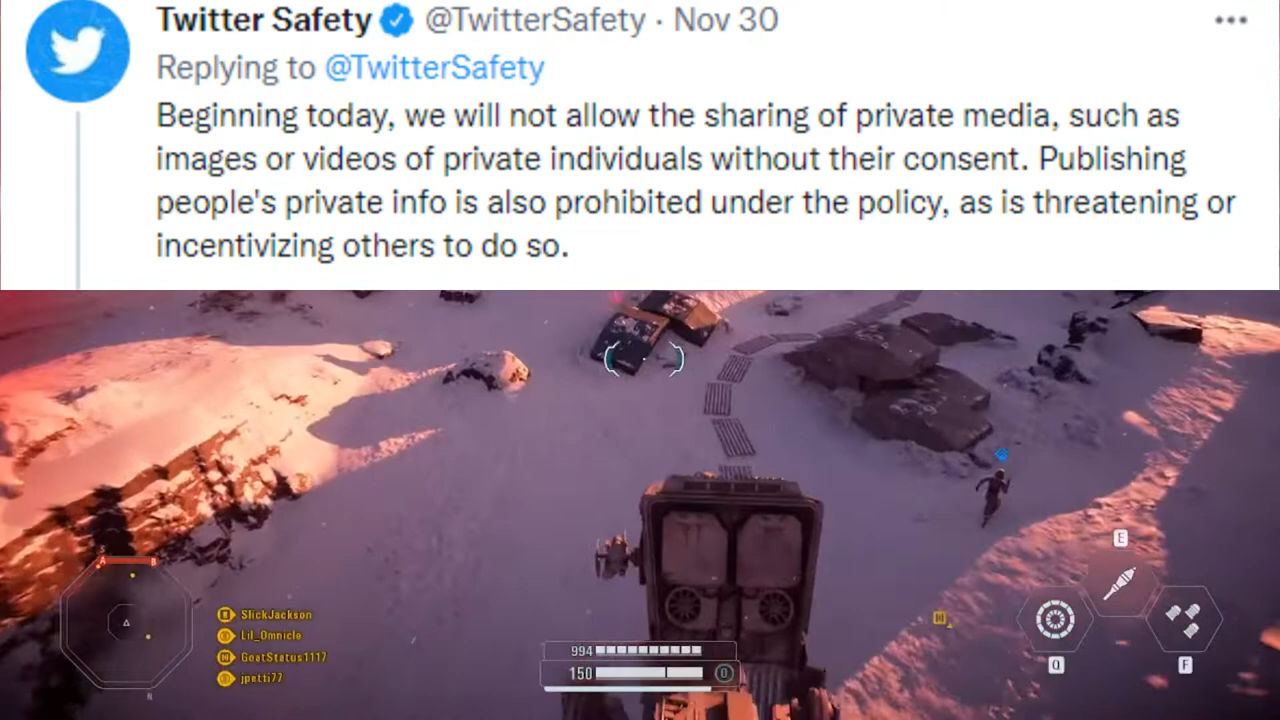 Twitter Safety @TwitterSafety · Nov 30
Replying to @TwitterSafety
Beginning today, we will not allow the sharing of private media, such as
images or videos of private individuals without their consent. Publishing
people's private info is also prohibited under the policy, as is threatening or
incentivizing others to do so.
E
S
A B
SlickJackson
Lil_Omnicle
GoatStatus1117
jpatti77
N
994
150
Q
F